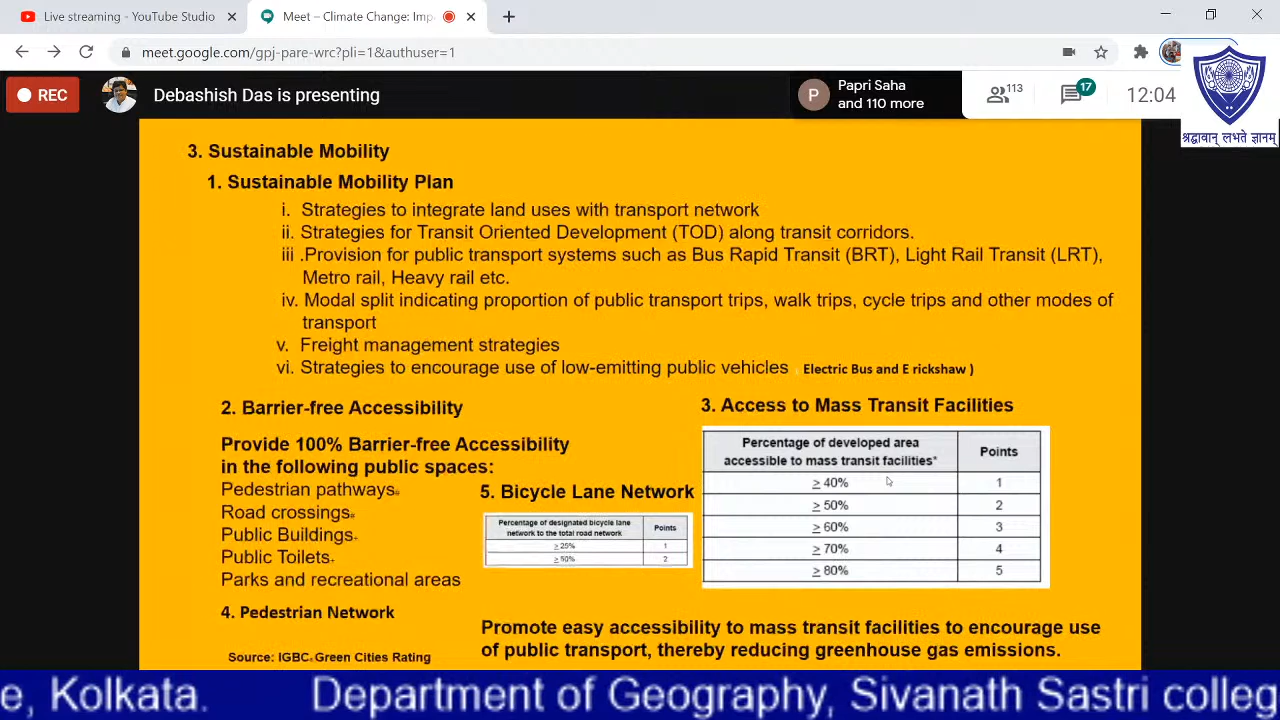 Live streaming - YouTube Studio
Meet – Climate Change: Imp
meet.google.com/gpj-pare-wrc?pli=1&authuser=1
REC
Debashish Das is presenting
P
Papri Saha
and 110 more
113
17
12:04
श्रद्धावान् लभते ज्ञानम्
3. Sustainable Mobility
1. Sustainable Mobility Plan
i. Strategies to integrate land uses with transport network
ii. Strategies for Transit Oriented Development (TOD) along transit corridors.
iii .Provision for public transport systems such as Bus Rapid Transit (BRT), Light Rail Transit (LRT),
Metro rail, Heavy rail etc.
iv. Modal split indicating proportion of public transport trips, walk trips, cycle trips and other modes of
transport
v. Freight management strategies
vi. Strategies to encourage use of low-emitting public vehicles ( Electric Bus and E rickshaw )
2. Barrier-free Accessibility
Provide 100% Barrier-free Accessibility
in the following public spaces:
Pedestrian pathways
Road crossings
Public Buildings
Public Toilets
Parks and recreational areas
4. Pedestrian Network
Source: IGBC Green Cities Rating
5. Bicycle Lane Network
Percentage of designated bicycle lane
network to the total road network
Points
≥ 25% 1
≥ 50% 2
3. Access to Mass Transit Facilities
Percentage of developed area
accessible to mass transit facilities*
Points
≥ 40% 1
≥ 50% 2
≥ 60% 3
≥ 70% 4
≥ 80% 5
Promote easy accessibility to mass transit facilities to encourage use
of public transport, thereby reducing greenhouse gas emissions.
e, Kolkata. Department of Geography, Sivanath Sastri colleg